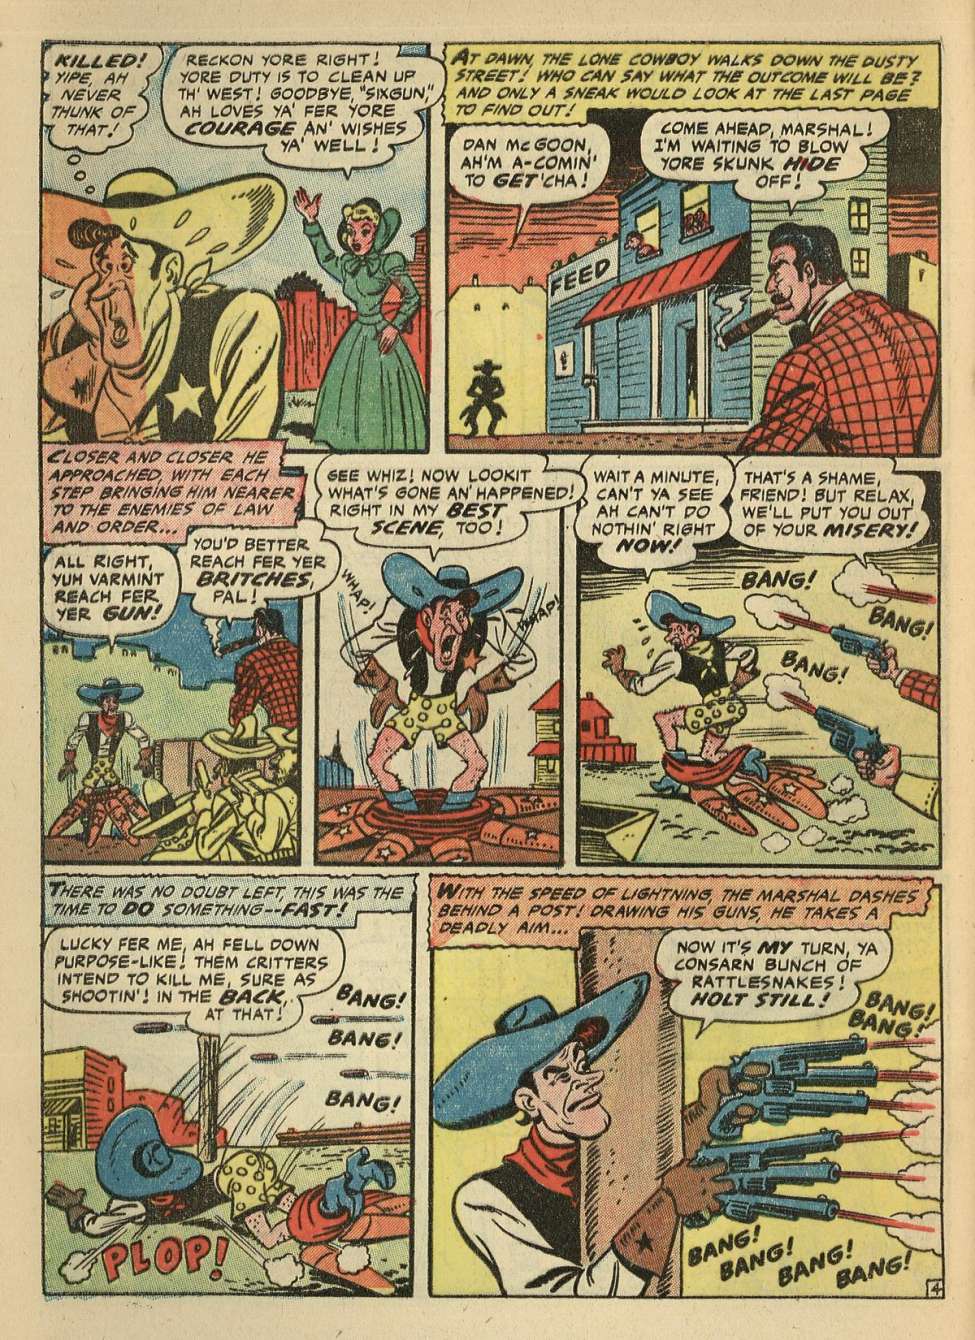 KILLED!
YIPE, AH
NEVER
THUNK OF
THAT!
RECKON YORE RIGHT!
YORE DUTY IS TO CLEAN UP
TH' WEST! GOODBYE, "SIXGUN,"
AH LOVES YA' FER YORE
COURAGE AN' WISHES
YA' WELL!
AT DAWN, THE LONE COWBOY WALKS DOWN THE DUSTY
STREET! WHO CAN SAY WHAT THE OUTCOME WILL BE?
AND ONLY A SNEAK WOULD LOOK AT THE LAST PAGE
TO FIND OUT!
DAN McGOON,
AH'M A-COMIN'
TO GET 'CHA!
COME AHEAD, MARSHAL!
I'M WAITING TO BLOW
YORE SKUNK HIDE
OFF!
FEED
CLOSER AND CLOSER HE
APPROACHED, WITH EACH
STEP BRINGING HIM NEARER
TO THE ENEMIES OF LAW
AND ORDER...
ALL RIGHT,
YUH VARMINT
REACH FER
YER GUN!
YOU'D BETTER
REACH FER YER
BRITCHES,
PAL!
GEE WHIZ! NOW LOOKIT
WHAT'S GONE AN' HAPPENED!
RIGHT IN MY BEST
SCENE, TOO!
WHAP!
WHAP!
WAIT A MINUTE,
CAN'T YA SEE
AH CAN'T DO
NOTHIN' RIGHT
NOW!
THAT'S A SHAME,
FRIEND! BUT RELAX,
WE'LL PUT YOU OUT
OF YOUR MISERY!
BANG!
BANG!
BANG!
THERE WAS NO DOUBT LEFT, THIS WAS THE
TIME TO DO SOMETHING--FAST!
LUCKY FER ME, AH FELL DOWN
PURPOSE-LIKE! THEM CRITTERS
INTEND TO KILL ME, SURE AS
SHOOTIN'! IN THE BACK,
AT THAT!
BANG!
BANG!
BANG!
PLOP!
WITH THE SPEED OF LIGHTNING, THE MARSHAL DASHES
BEHIND A POST! DRAWING HIS GUNS, HE TAKES A
DEADLY AIM...
NOW IT'S MY TURN, YA
CONSARN BUNCH OF
RATTLESNAKES!
HOLT STILL!
BANG!
BANG!
BANG!
BANG!
BANG!
BANG!
4